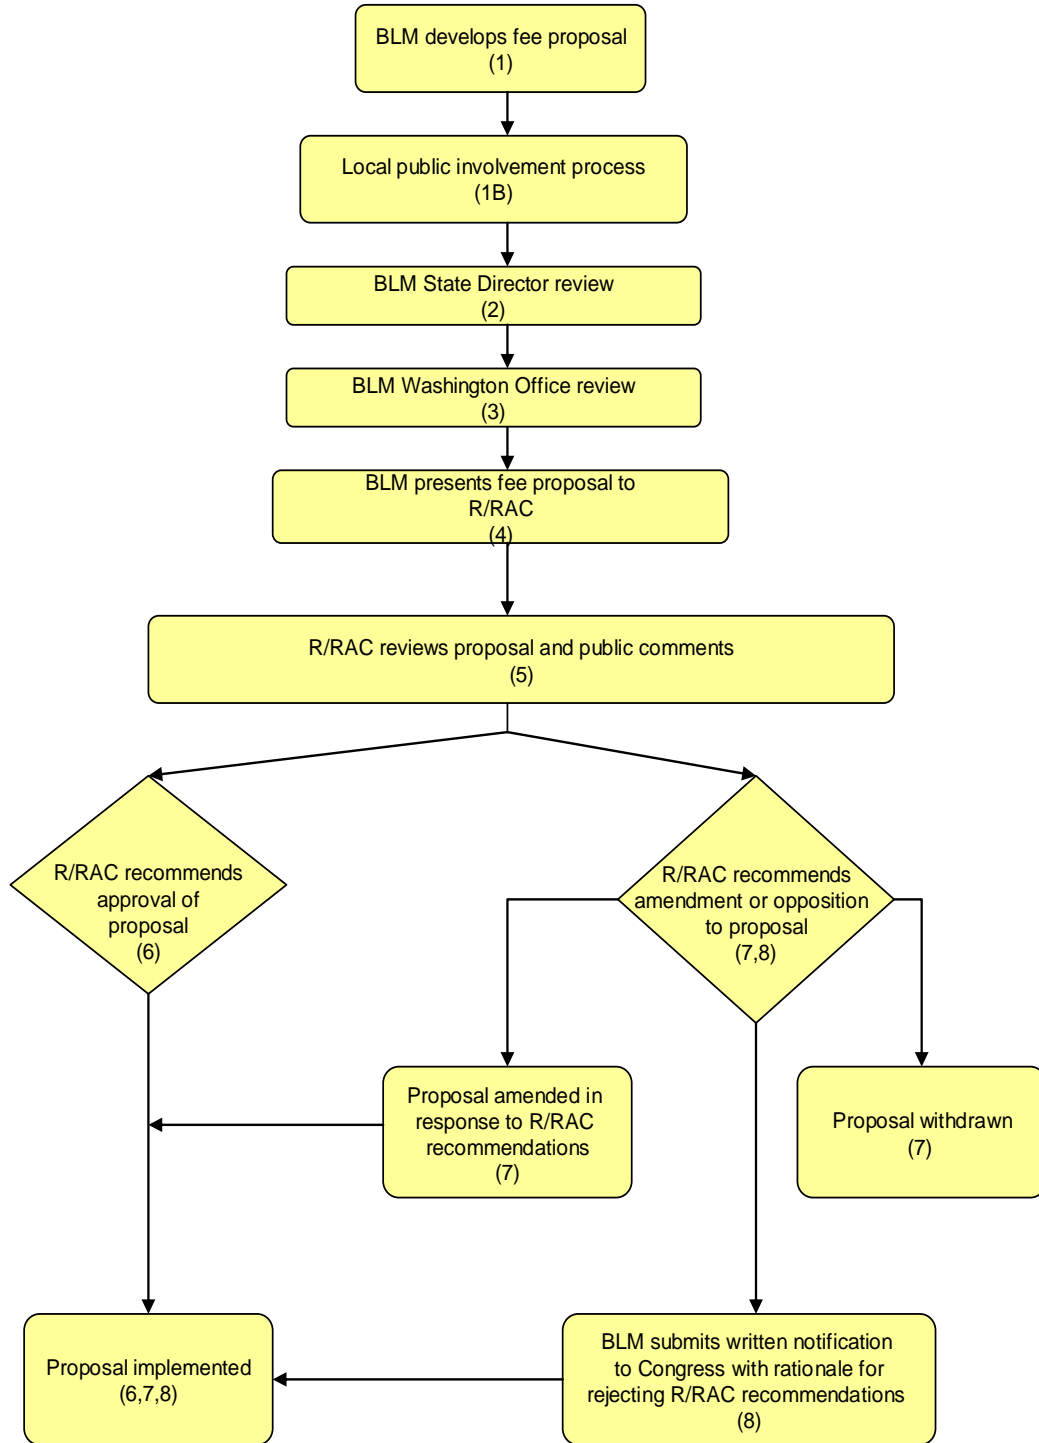 BLM develops fee proposal
(1)
Local public involvement process
(1B)
BLM State Director review
(2)
BLM Washington Office review
(3)
BLM presents fee proposal to
R/RAC
(4)
R/RAC reviews proposal and public comments
(5)
R/RAC recommends
approval of
proposal
(6)
R/RAC recommends
amendment or opposition
to proposal
(7,8)
Proposal amended in
response to R/RAC
recommendations
(7)
Proposal withdrawn
(7)
Proposal implemented
(6,7,8)
BLM submits written notification
to Congress with rationale for
rejecting R/RAC recommendations
(8)